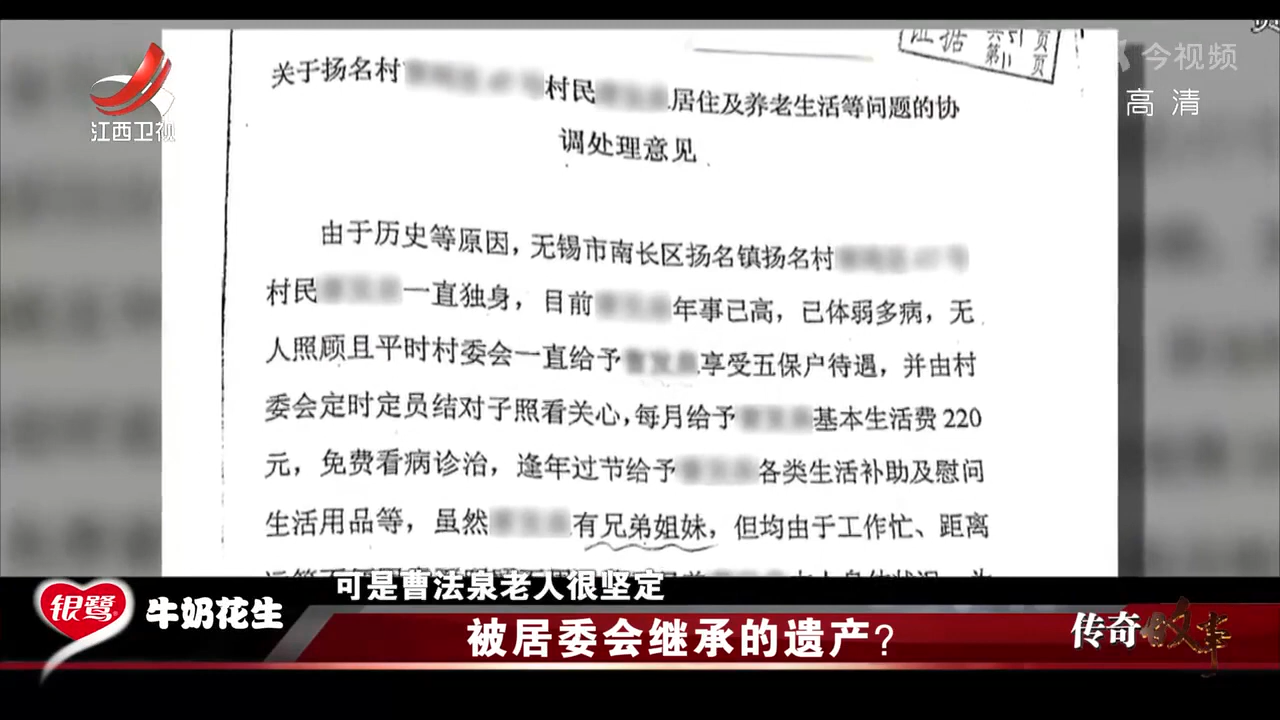 江西卫视
今视频
高清
证据
共51页
第11页
关于扬名村 村民 居住及养老生活等问题的协
调处理意见
由于历史等原因，无锡市南长区扬名镇扬名村
村民 一直独身，目前 年事已高，已体弱多病，无
人照顾且平时村委会一直给予 享受五保户待遇，并由村
委会定时定员结对子照看关心，每月给予 基本生活费220
元，免费看病诊治，逢年过节给予 各类生活补助及慰问
生活用品等，虽然 有兄弟姐妹，但均由于工作忙、距离
可是曹法泉老人很坚定
银鹭
牛奶花生
被居委会继承的遗产？
传奇故事